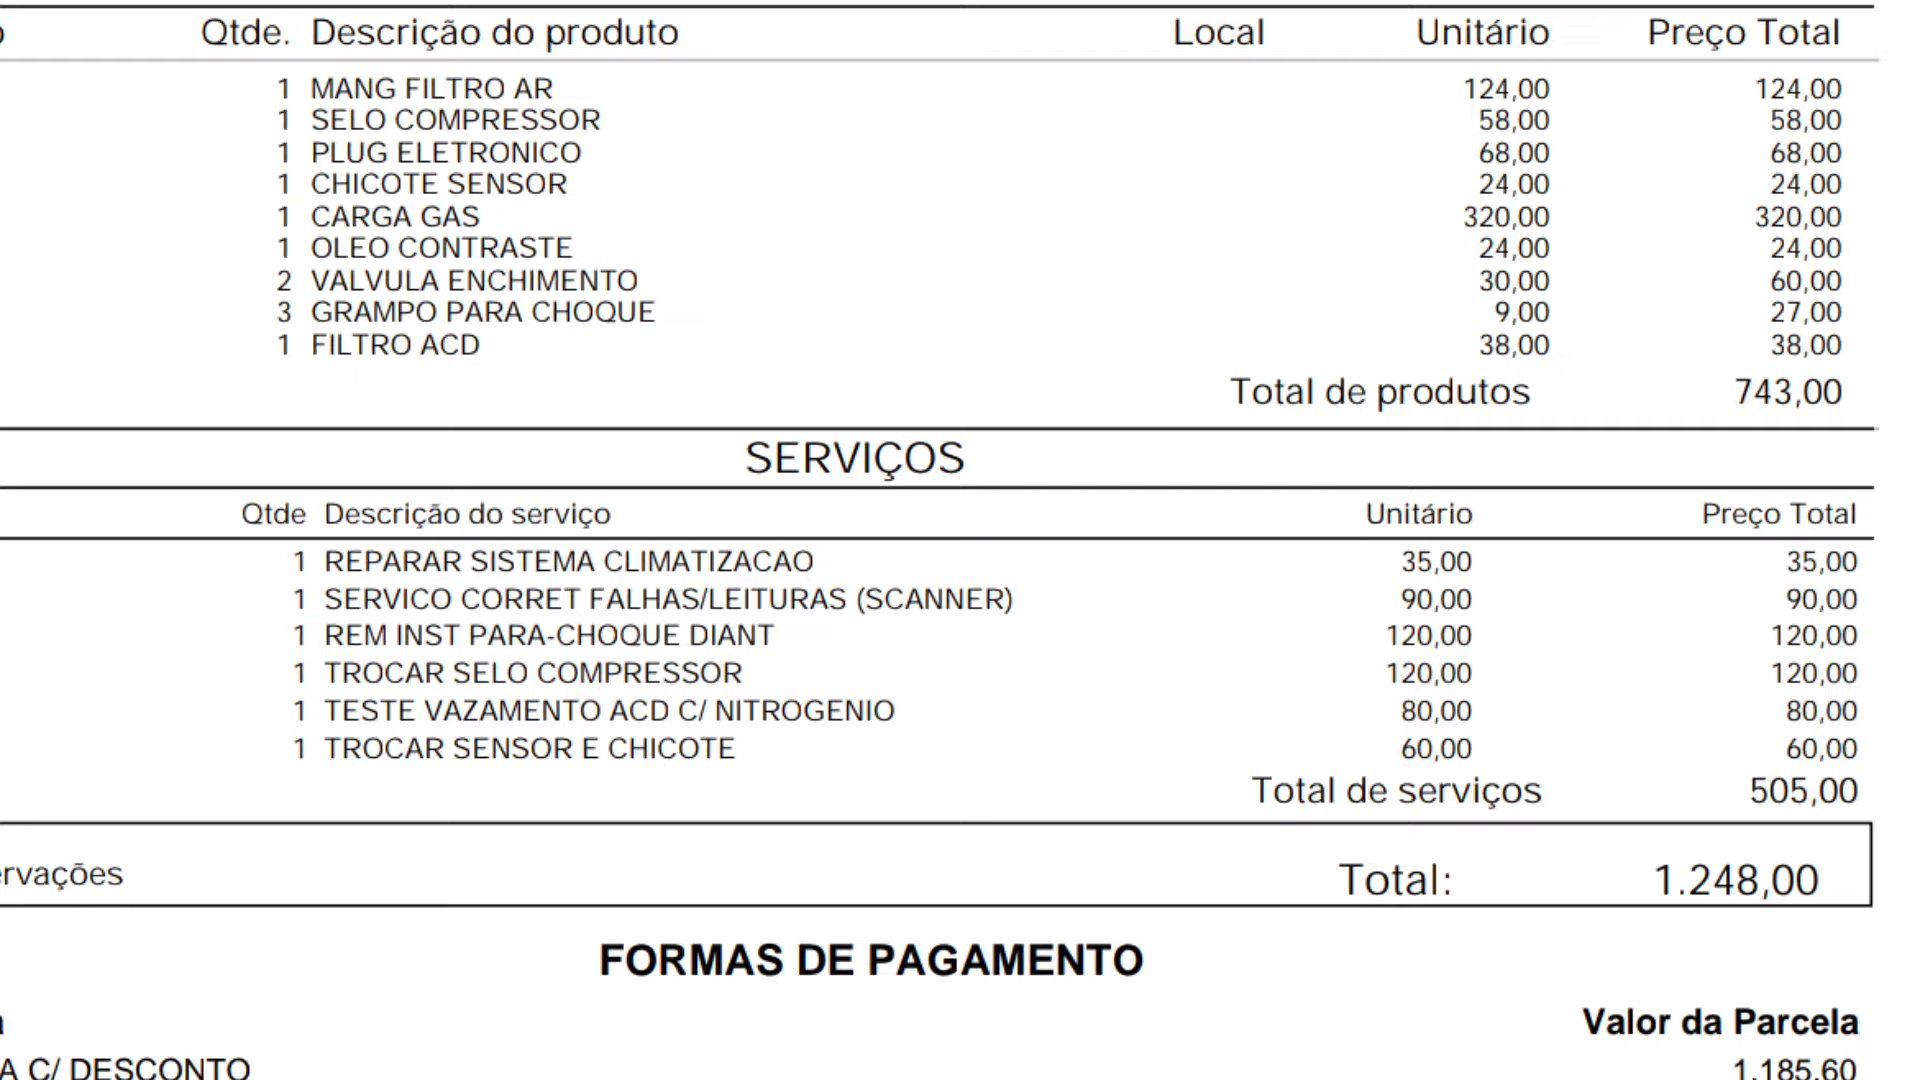 Qtde. Descrição do produto Local Unitário Preço Total
1 MANG FILTRO AR 124,00 124,00
1 SELO COMPRESSOR 58,00 58,00
1 PLUG ELETRONICO 68,00 68,00
1 CHICOTE SENSOR 24,00 24,00
1 CARGA GAS 320,00 320,00
1 OLEO CONTRASTE 24,00 24,00
2 VALVULA ENCHIMENTO 30,00 60,00
3 GRAMPO PARA CHOQUE 9,00 27,00
1 FILTRO ACD 38,00 38,00
Total de produtos 743,00
SERVIÇOS
Qtde Descrição do serviço Unitário Preço Total
1 REPARAR SISTEMA CLIMATIZACAO 35,00 35,00
1 SERVICO CORRET FALHAS/LEITURAS (SCANNER) 90,00 90,00
1 REM INST PARA-CHOQUE DIANT 120,00 120,00
1 TROCAR SELO COMPRESSOR 120,00 120,00
1 TESTE VAZAMENTO ACD C/ NITROGENIO 80,00 80,00
1 TROCAR SENSOR E CHICOTE 60,00 60,00
Total de serviços 505,00
rvações Total: 1.248,00
FORMAS DE PAGAMENTO
Valor da Parcela
A C/ DESCONTO 1.185,60